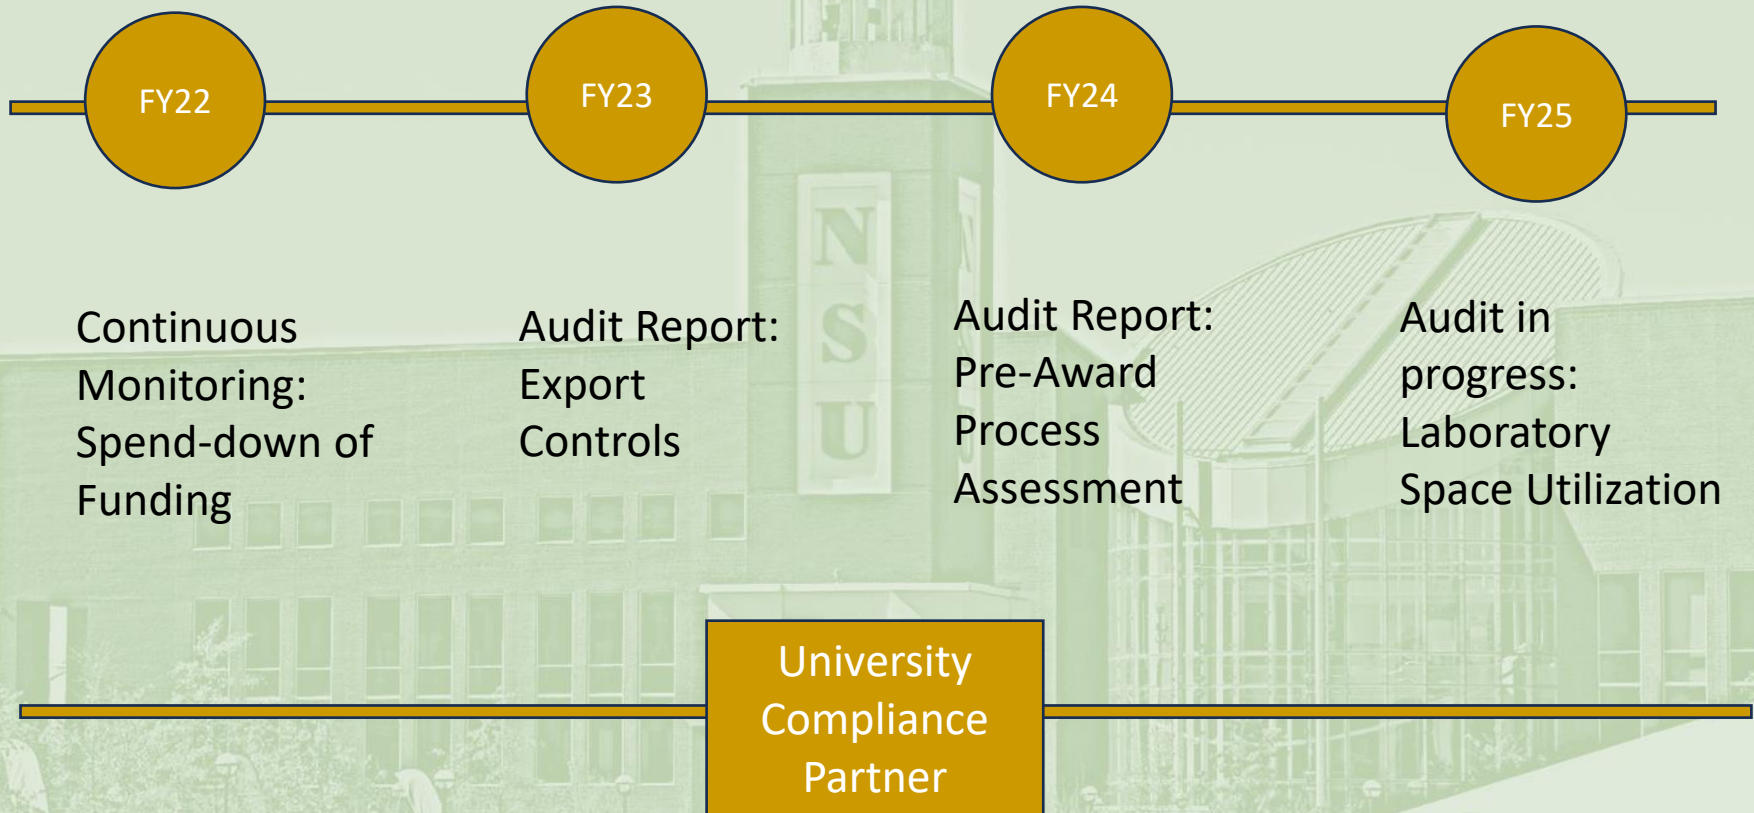 FY22
FY23
FY24
FY25
N
S
U
Continuous
Monitoring:
Spend-down of
Funding
Audit Report:
Export
Controls
Audit Report:
Pre-Award
Process
Assessment
Audit in
progress:
Laboratory
Space Utilization
University
Compliance
Partner